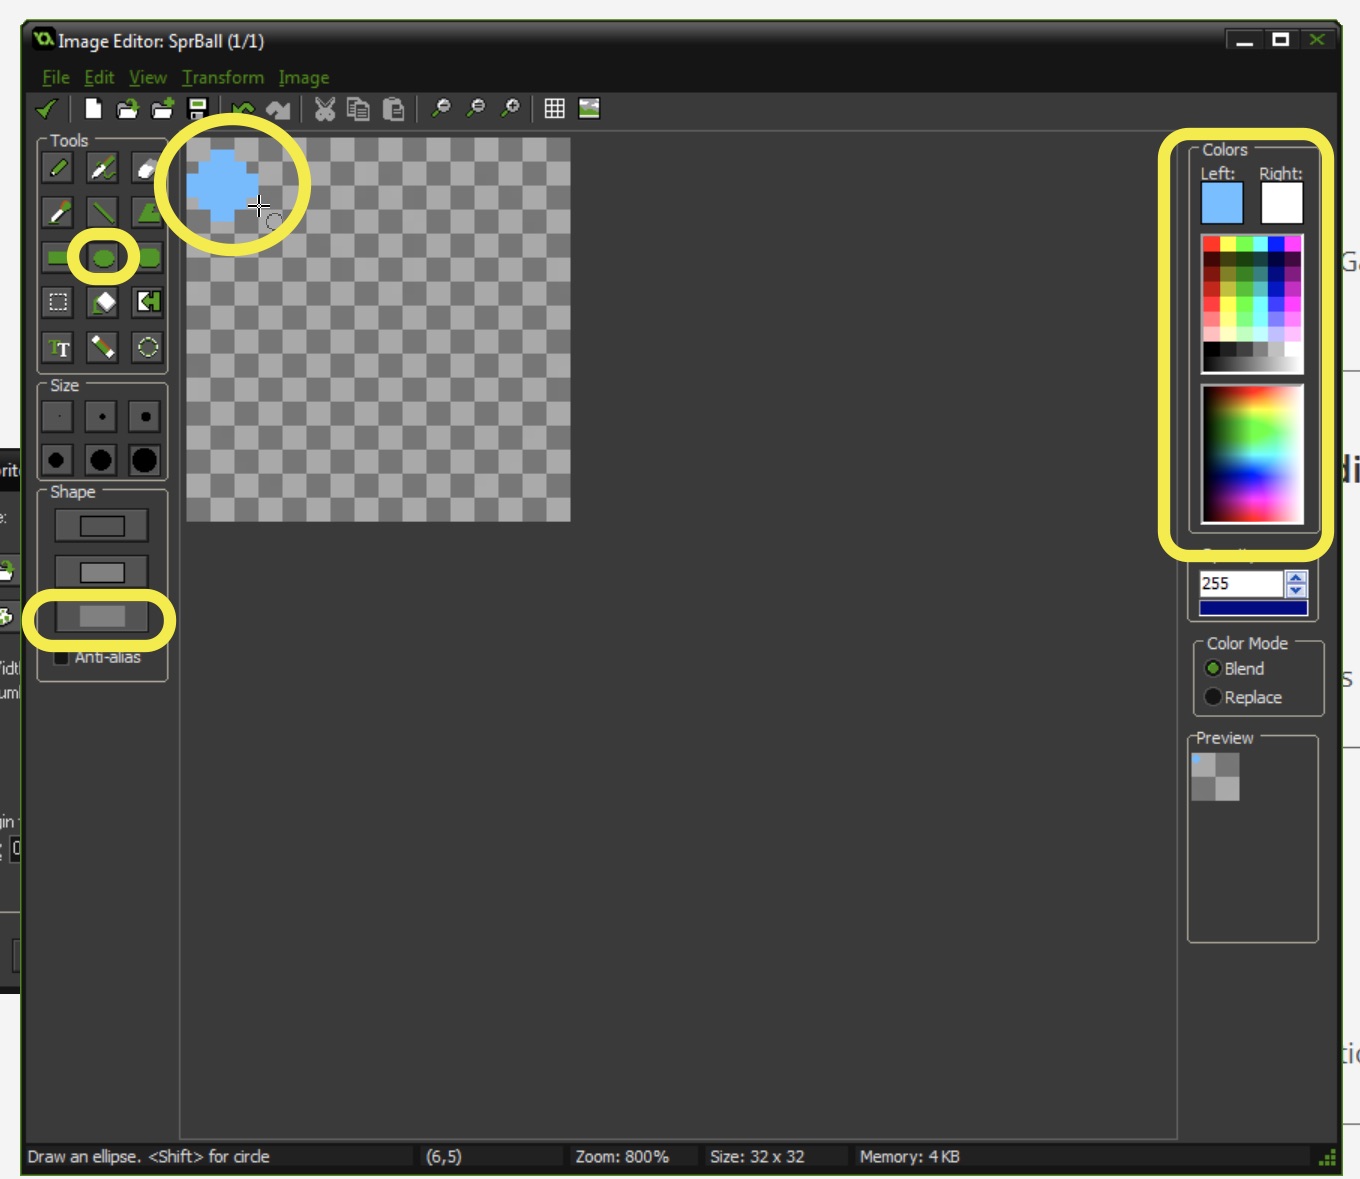 Image Editor: SprBall (1/1)
File Edit View Transform Image
Tools
Size
Shape
Anti-alias
TT
Colors
Left: Right:
255
Color Mode
Blend
Replace
Preview
Draw an ellipse. <Shift> for circle (6,5) Zoom: 800% Size: 32 x 32 Memory: 4 KB